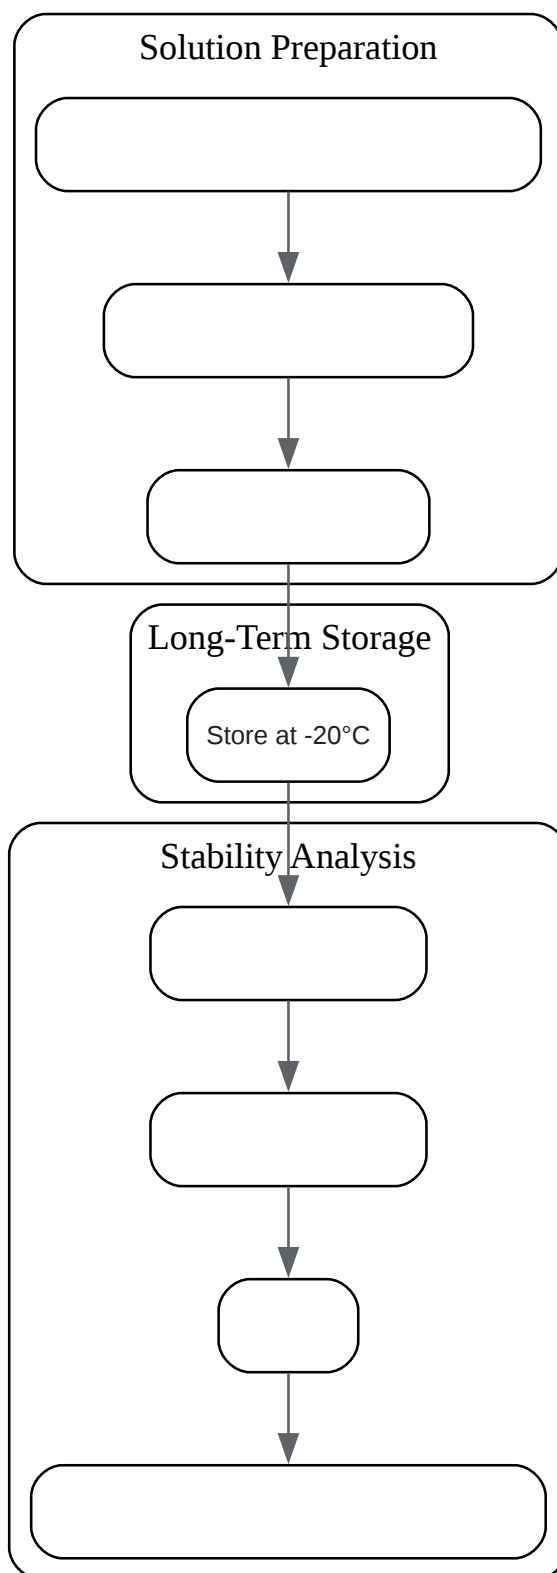 Solution Preparation
Long-Term Storage
Store at -20°C
Stability Analysis